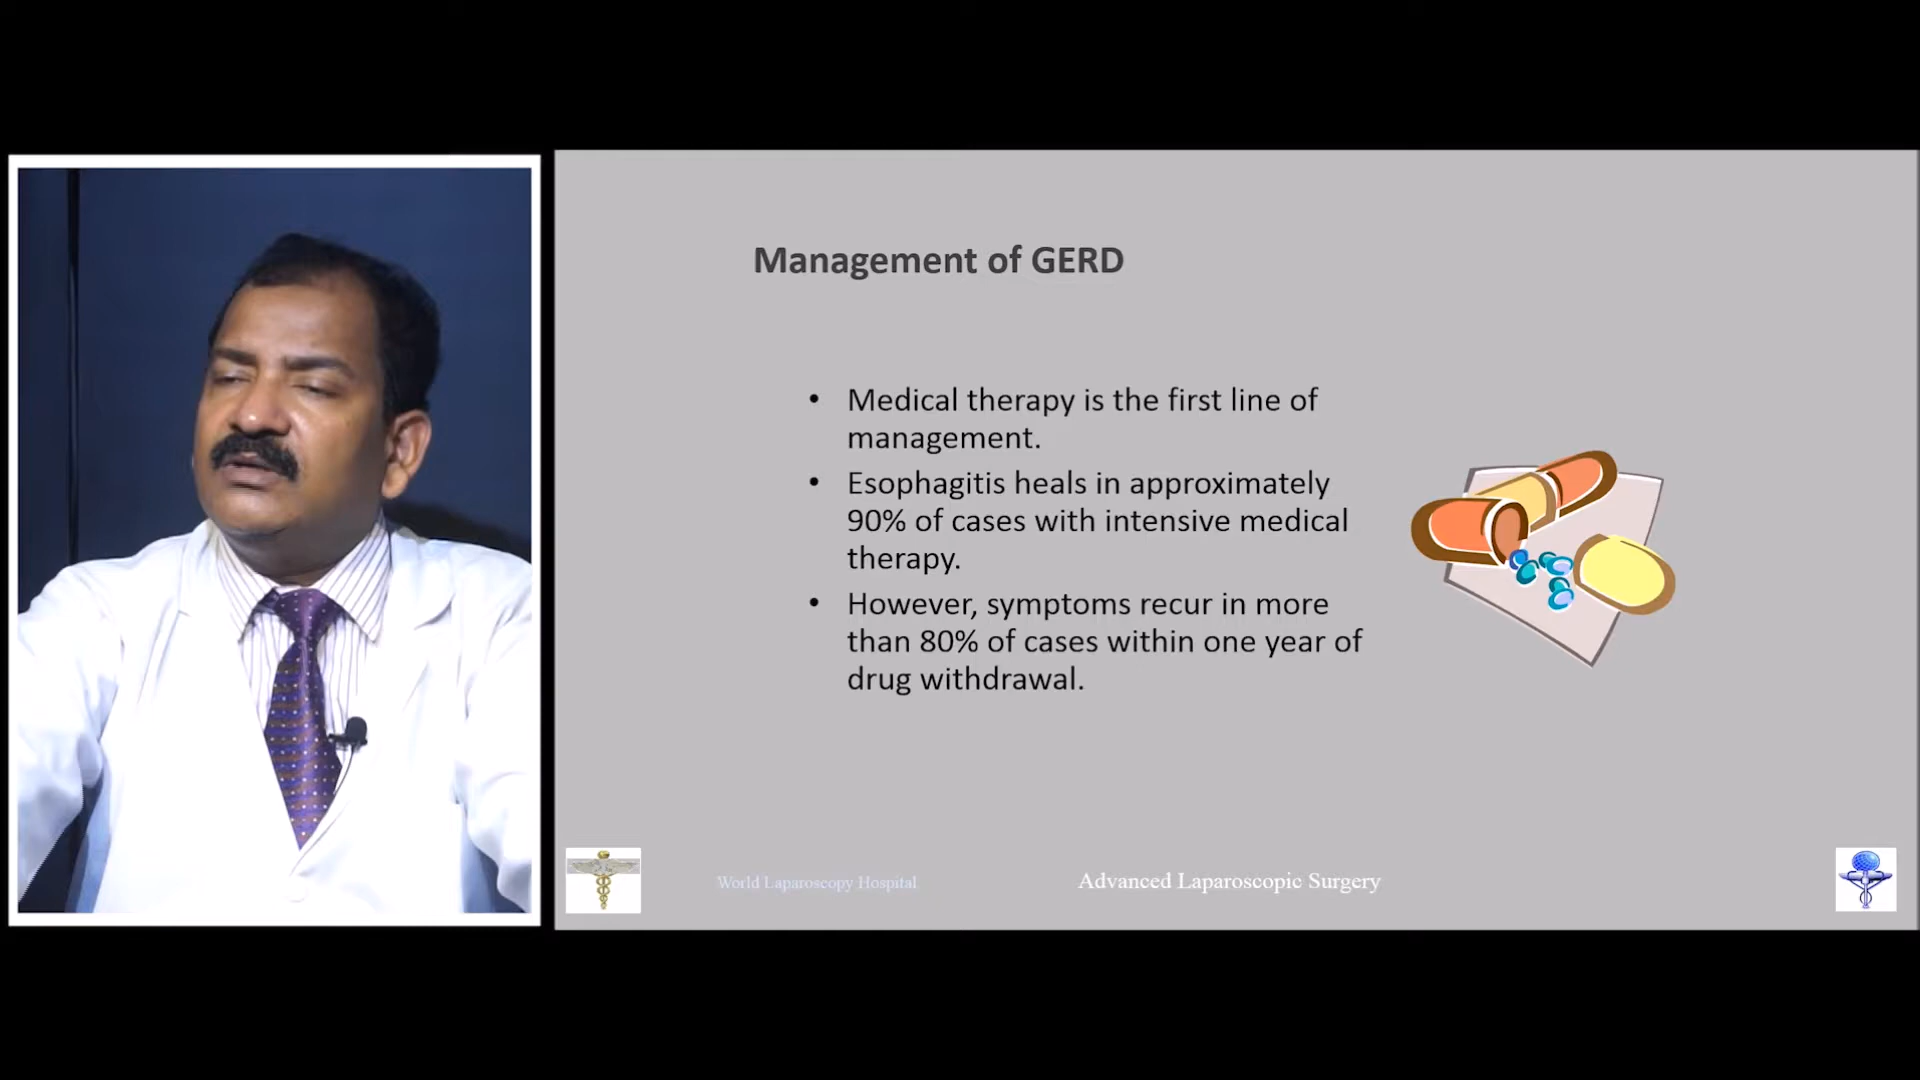 Management of GERD
• Medical therapy is the first line of
management.
• Esophagitis heals in approximately
90% of cases with intensive medical
therapy.
• However, symptoms recur in more
than 80% of cases within one year of
drug withdrawal.
World Laparoscopy Hospital
Advanced Laparoscopic Surgery